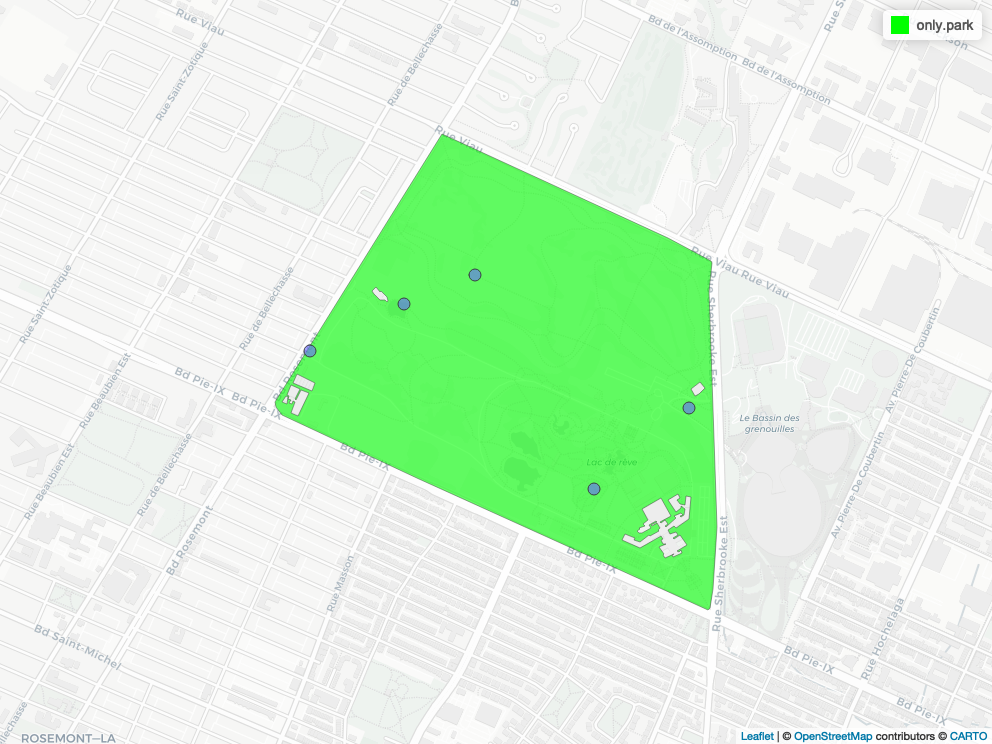 Rue Viau
Rue Saint-Zotique
Rue de Bellechasse
Bd de l'Assomption
Bd de l'Assomption
only.park
Rue Viau
Rue Viau
Rue Viau
Rue Sherbrooke Est
Rue Saint-Zotique
Rue de Bellechasse
Av. Pierre-De Coubertin
Bd Pie-IX
Bd Pie-IX
Bd Rosemont
Rue Beaubien Est
Le Bassin des
grenouilles
Rue Beaubien Est
Rue de Bellechasse
Bd Pie-IX
Lac de rêve
Av. Pierre-De Coubertin
Bd Rosemont
Bd Pie-IX
Rue Sherbrooke Est
Rue Masson
Rue Hochelaga
Bd Saint-Michel
Bd Pie-IX
Bd Pie-IX
Rue de Bellechasse
ROSEMONT—LA
Leaflet | © OpenStreetMap contributors © CARTO